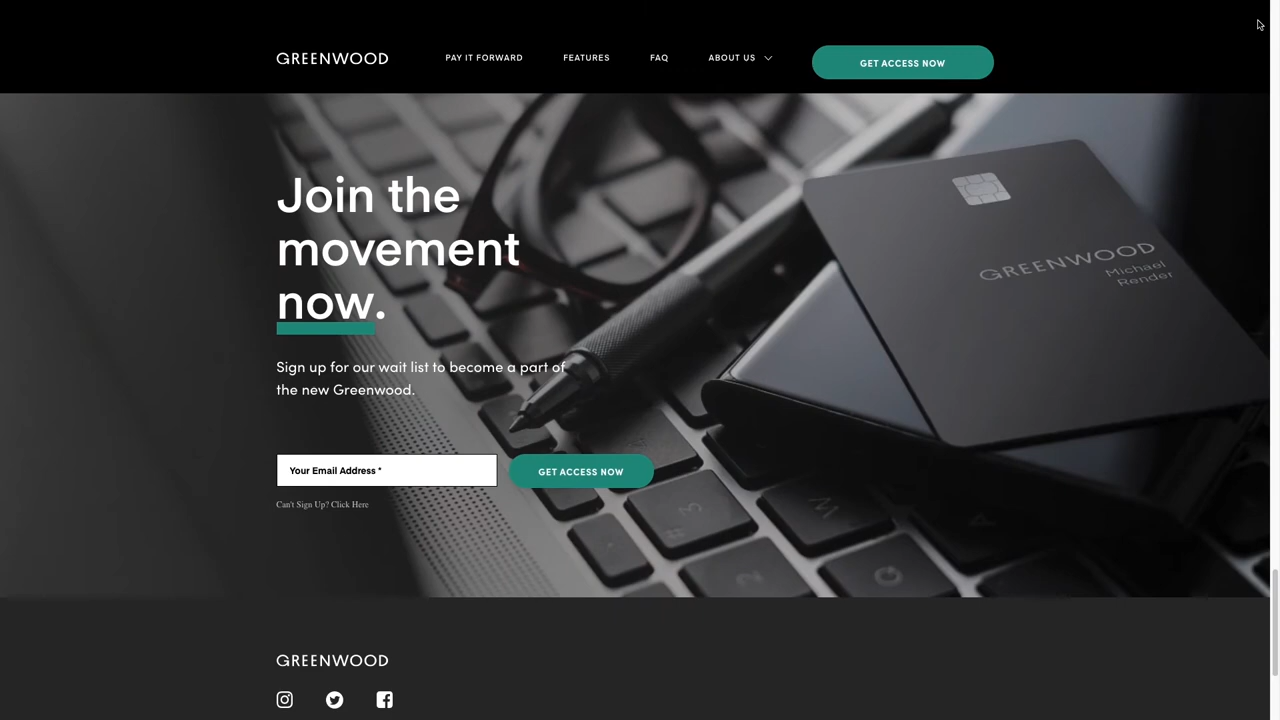 GREENWOOD
PAY IT FORWARD
FEATURES
FAQ
ABOUT US
GET ACCESS NOW
Join the
movement
now.
GREENWOOD
Michael
Render
Sign up for our wait list to become a part of
the new Greenwood.
Your Email Address *
GET ACCESS NOW
Can't Sign Up? Click Here
GREENWOOD